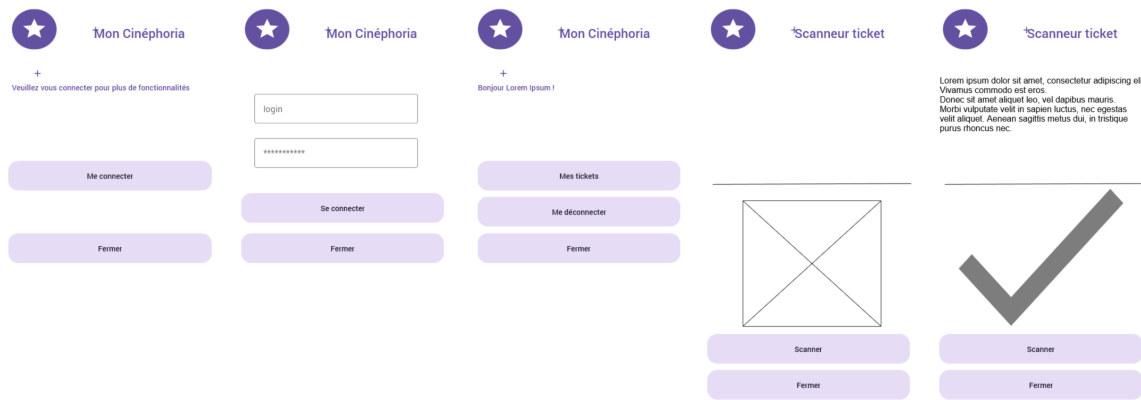 Mon Cinéphoria
Veuillez vous connecter pour plus de fonctionnalités
Me connecter
Fermer
Mon Cinéphoria
login
***********
Se connecter
Fermer
Mon Cinéphoria
Bonjour Lorem Ipsum !
Mes tickets
Me déconnecter
Fermer
Scanneur ticket
Scanner
Fermer
Scanneur ticket
Lorem ipsum dolor sit amet, consectetur adipiscing eli
Vivamus commodo est eros.
Donec sit amet aliquet leo, vel dapibus mauris.
Morbi vulputate velit in sapien luctus, nec egestas
velit aliquet. Aenean sagittis metus dui, in tristique
purus rhoncus nec.
Scanner
Fermer